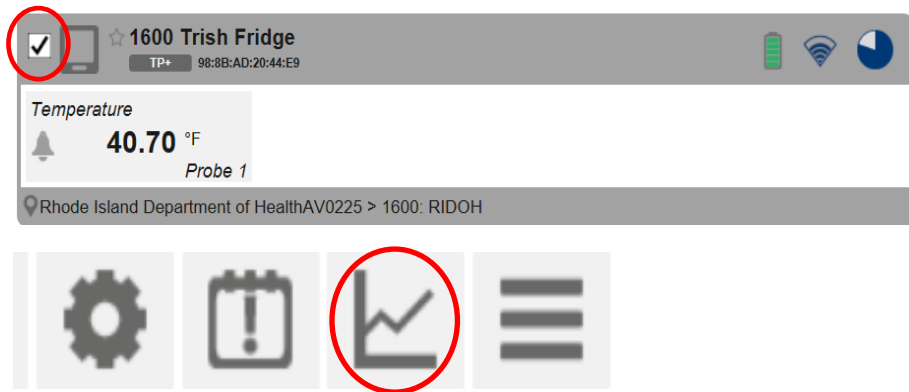 1600 Trish Fridge
TP+ 98:8B:AD:20:44:E9
Temperature
40.70 °F
Probe 1
Rhode Island Department of HealthAV0225 > 1600: RIDOH